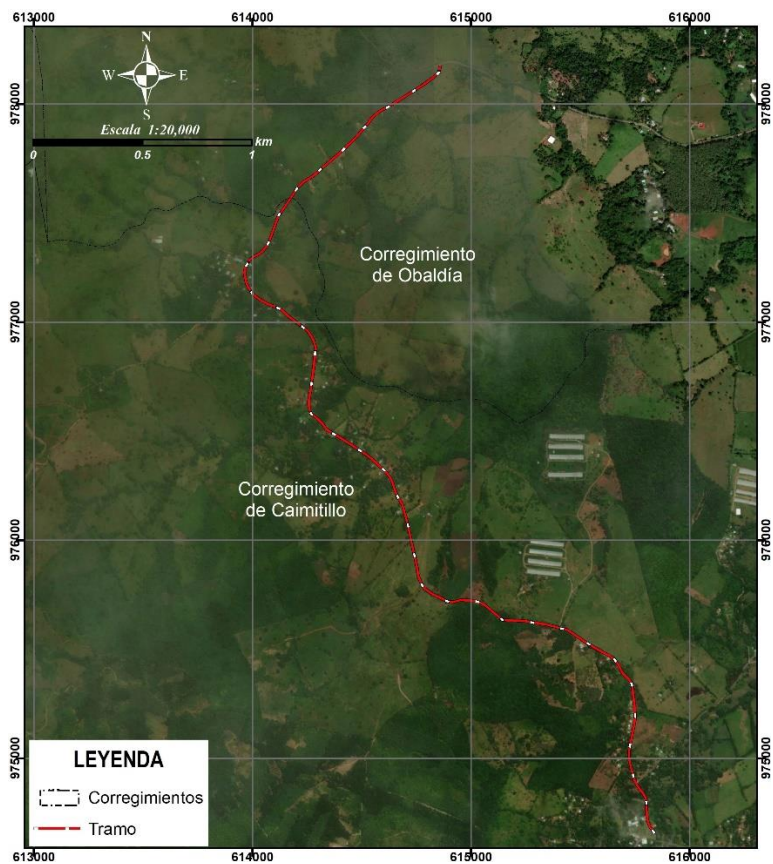 613000 614000 615000 616000
978000 978000
N
W E
S
Escala 1:20,000
km
0 0.5 1
Corregimiento
de Obaldía
977000 977000
Corregimiento
de Caimitillo
976000 976000
975000 975000
LEYENDA
Corregimientos
Tramo
613000 614000 615000 616000